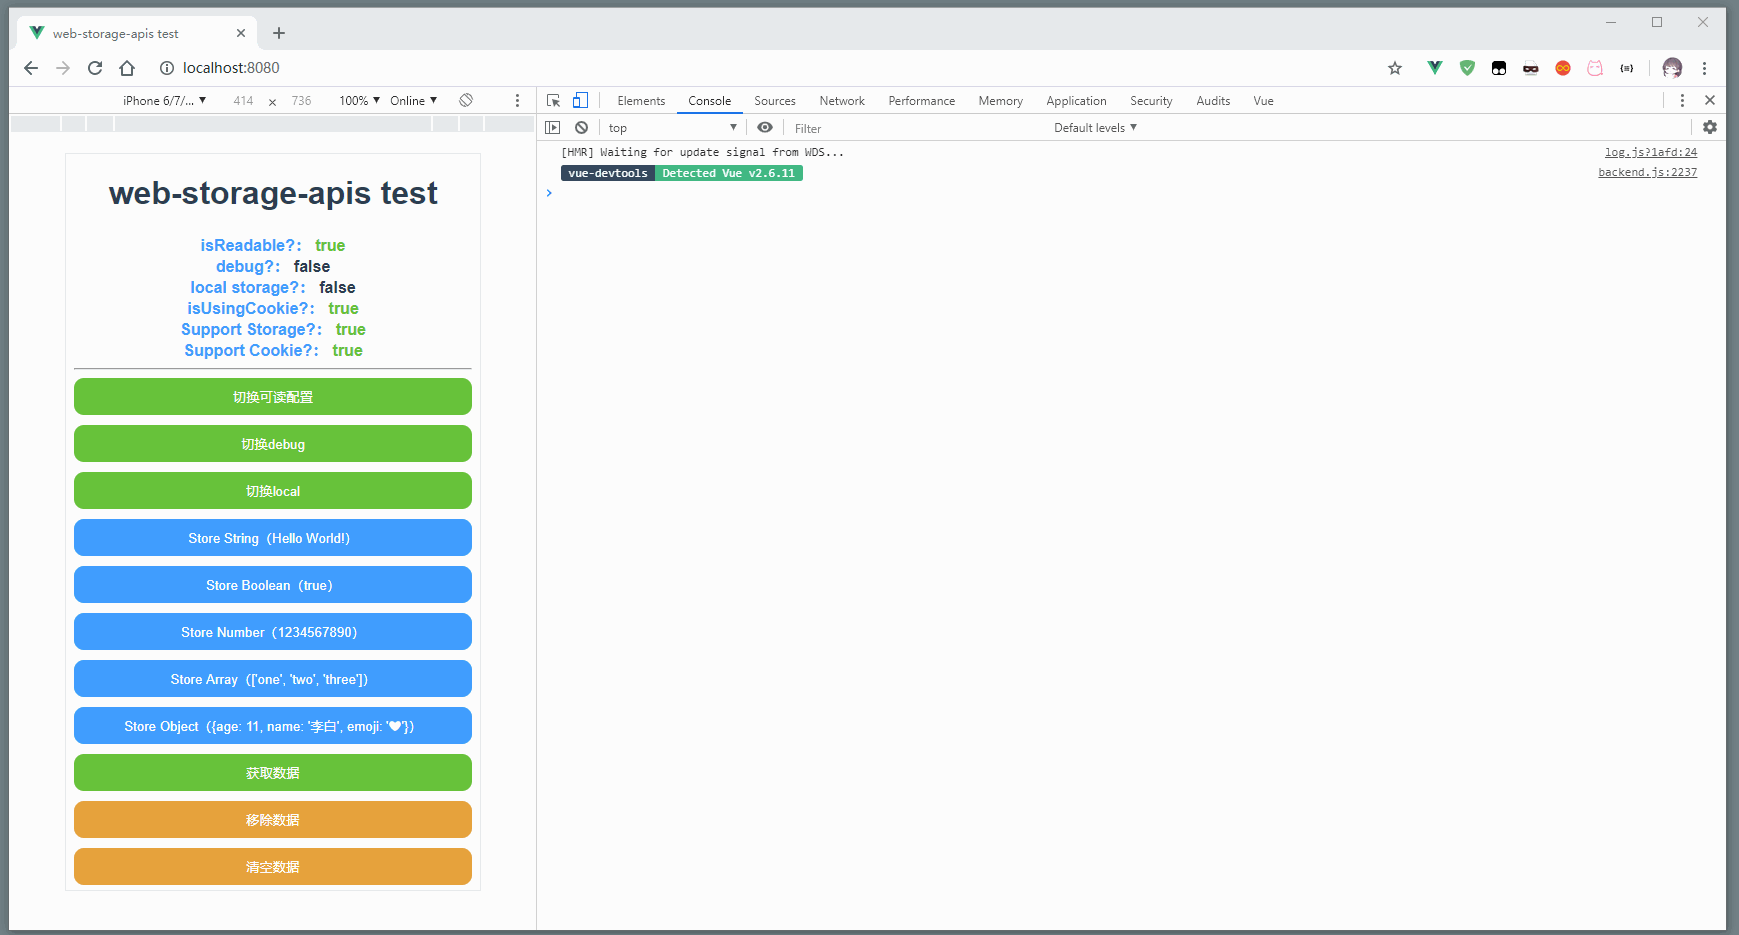 web-storage-apis test
localhost:8080
iPhone 6/7/... 414 × 736 100% Online
Elements Console Sources Network Performance Memory Application Security Audits Vue
top Filter Default levels
[HMR] Waiting for update signal from WDS... log.js?1afd:24
vue-devtools Detected Vue v2.6.11 backend.js:2237
web-storage-apis test
isReadable?: true
debug?: false
local storage?: false
isUsingCookie?: true
Support Storage?: true
Support Cookie?: true
切换可读配置
切换debug
切换local
Store String（Hello World!）
Store Boolean（true）
Store Number（1234567890）
Store Array（['one', 'two', 'three']）
Store Object（{age: 11, name: '李白', emoji: '❤'}）
获取数据
移除数据
清空数据